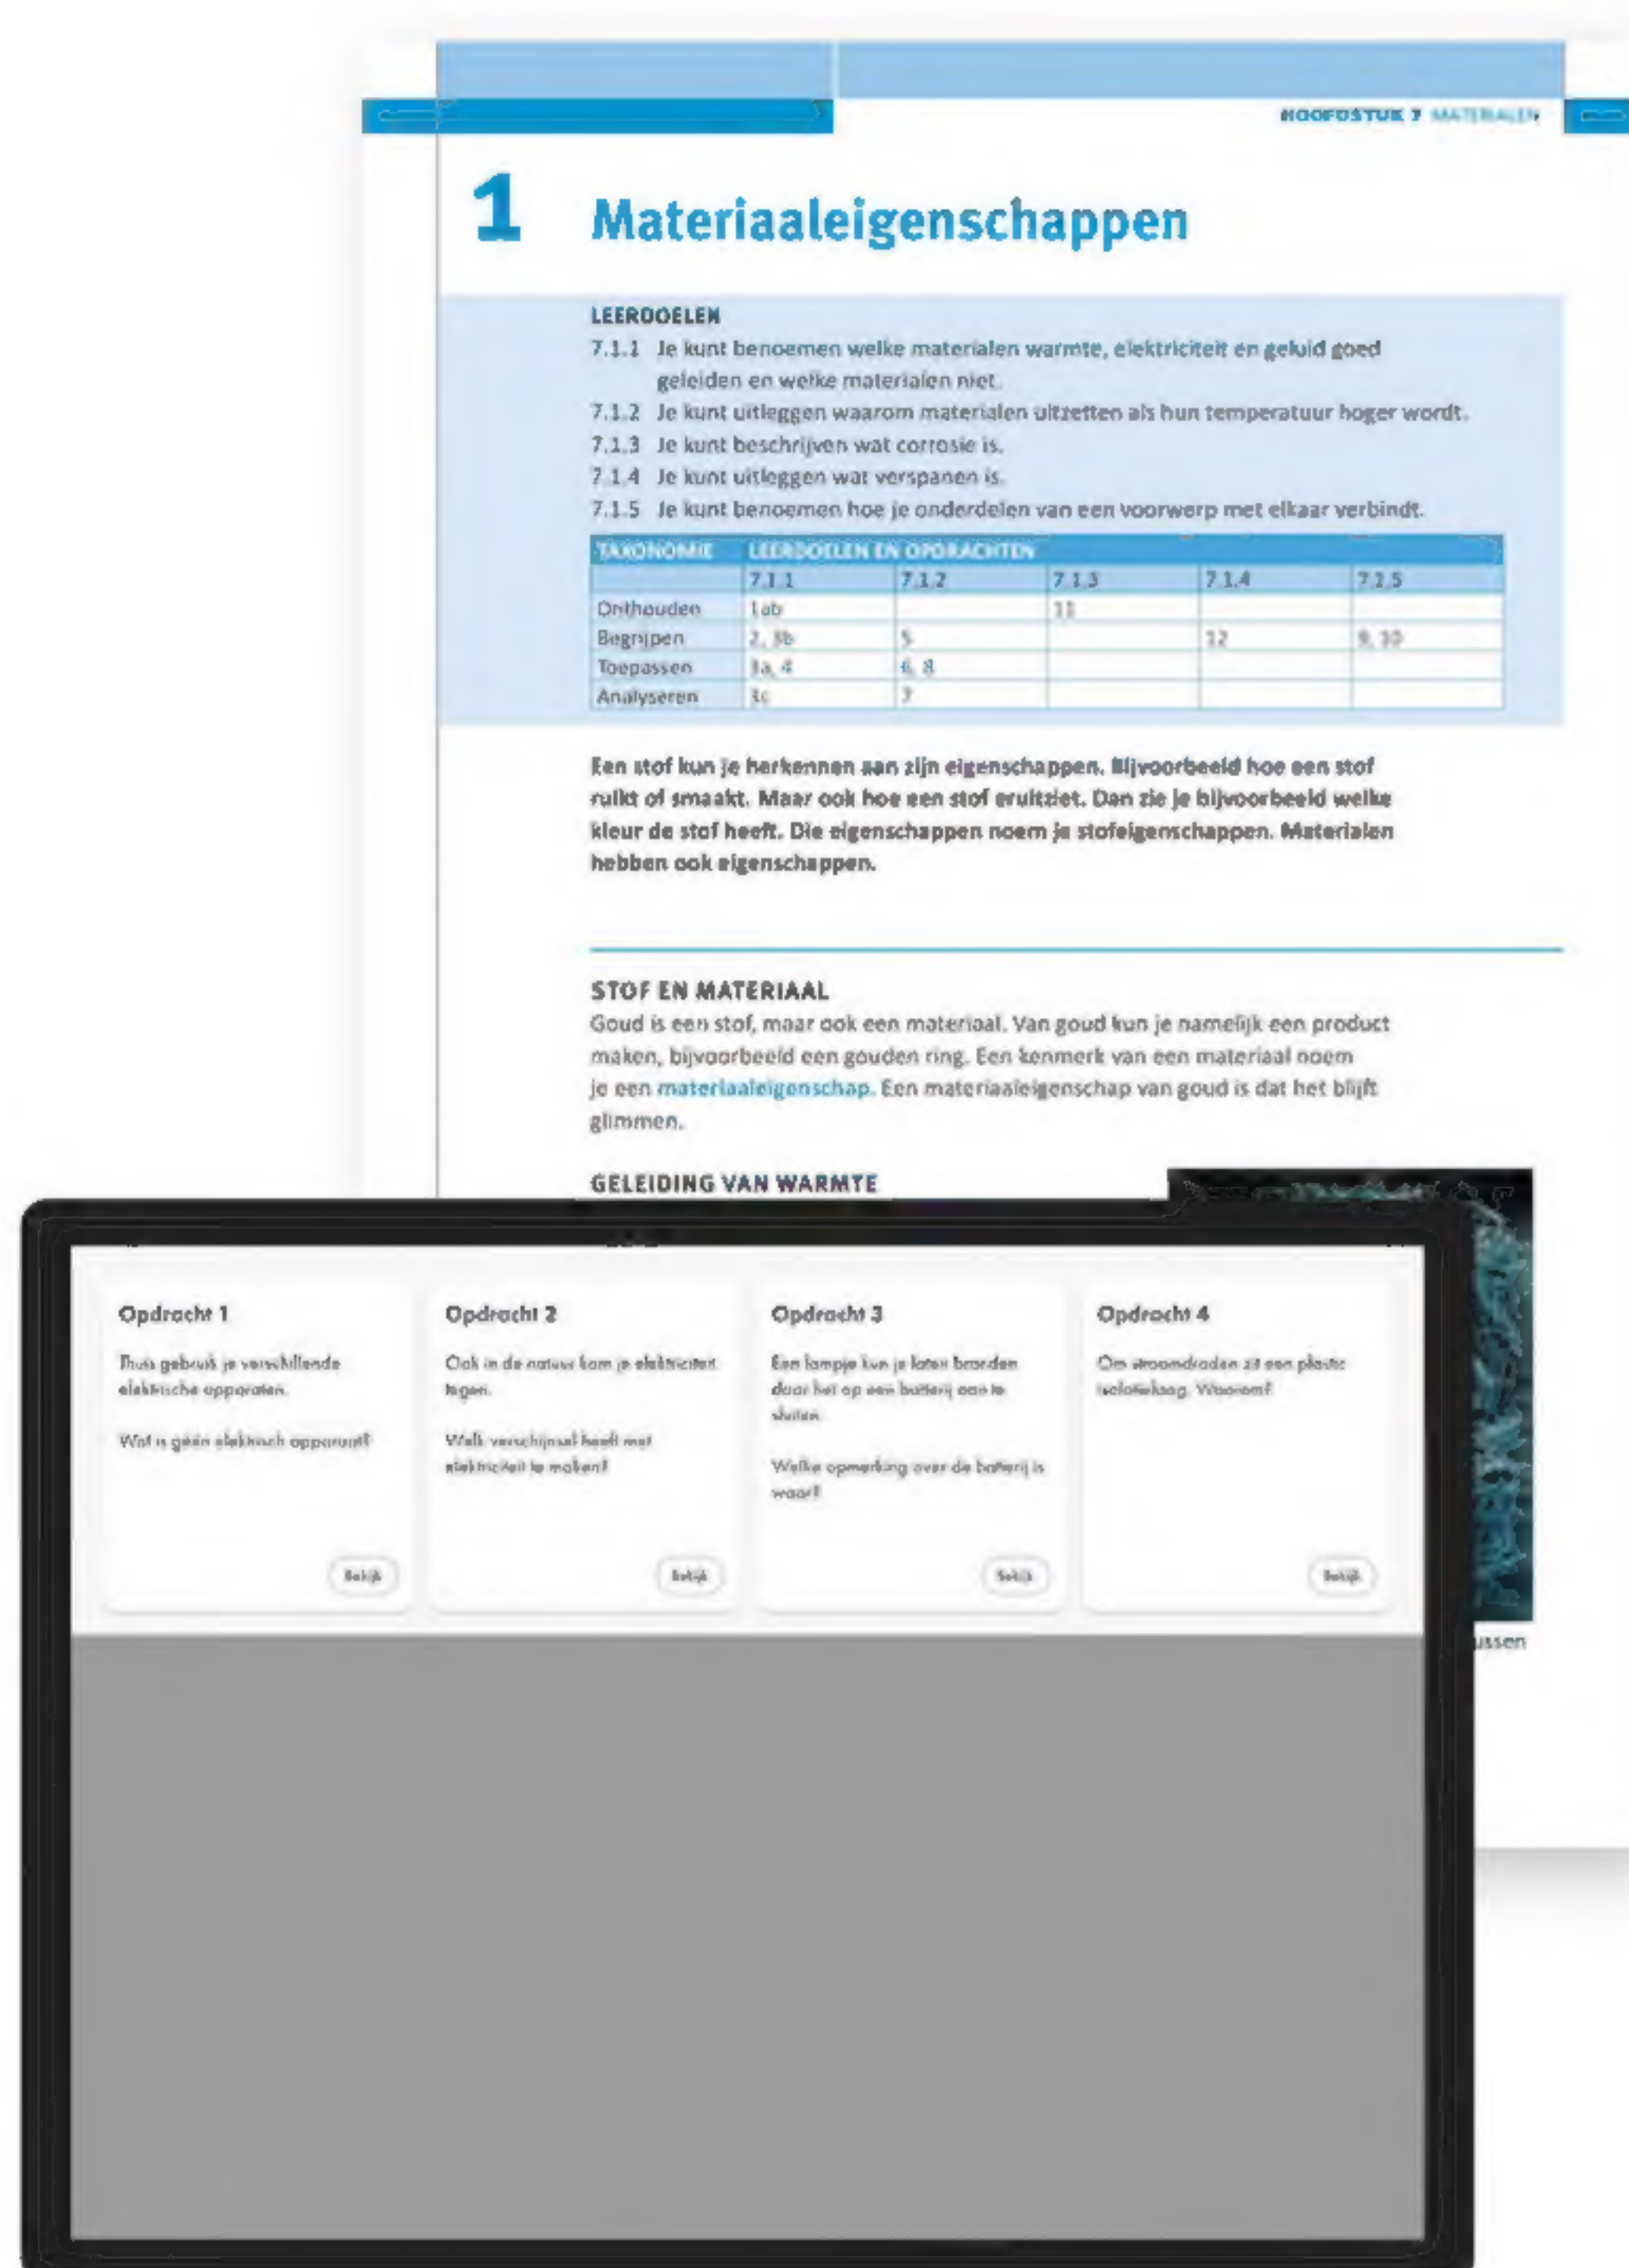 HOOFDSTUK 7 MATERIALEN
1 Materiaaleigenschappen
LEERDOELEN
7.1.1 Je kunt benoemen welke materialen warmte, elektriciteit en geluid goed
geleiden en welke materialen niet.
7.1.2 Je kunt uitleggen waarom materialen uitzetten als hun temperatuur hoger wordt.
7.1.3 Je kunt beschrijven wat corrosie is.
7.1.4 Je kunt uitleggen wat verspanen is.
7.1.5 Je kunt benoemen hoe je onderdelen van een voorwerp met elkaar verbindt.
TAXONOMIE LEERDOELEN EN OPDRACHTEN
7.1.1 7.1.2 7.1.3 7.1.4 7.1.5
Onthouden 1ab 11
Begrijpen 2, 3b 5 12 9, 10
Toepassen 3a, 4 6, 8
Analyseren 3c 7
Een stof kun je herkennen aan zijn eigenschappen. Bijvoorbeeld hoe een stof
ruikt of smaakt. Maar ook hoe een stof eruitziet. Dan zie je bijvoorbeeld welke
kleur de stof heeft. Die eigenschappen noem je stofeigenschappen. Materialen
hebben ook eigenschappen.
STOF EN MATERIAAL
Goud is een stof, maar ook een materiaal. Van goud kun je namelijk een product
maken, bijvoorbeeld een gouden ring. Een kenmerk van een materiaal noem
je een materiaaleigenschap. Een materiaaleigenschap van goud is dat het blijft
glimmen.
GELEIDING VAN WARMTE
ussen
Opdracht 1
Thuis gebruik je verschillende
elektrische apparaten.
Wat is géén elektrisch apparaat?
Bekijk
Opdracht 2
Ook in de natuur kom je elektriciteit
tegen.
Welk verschijnsel heeft met
elektriciteit te maken?
Bekijk
Opdracht 3
Een lampje kun je laten branden
door het op een batterij aan te
sluiten.
Welke opmerking over de batterij is
waar?
Bekijk
Opdracht 4
Om stroomdraden zit een plastic
isolatielaag. Waarom?
Bekijk